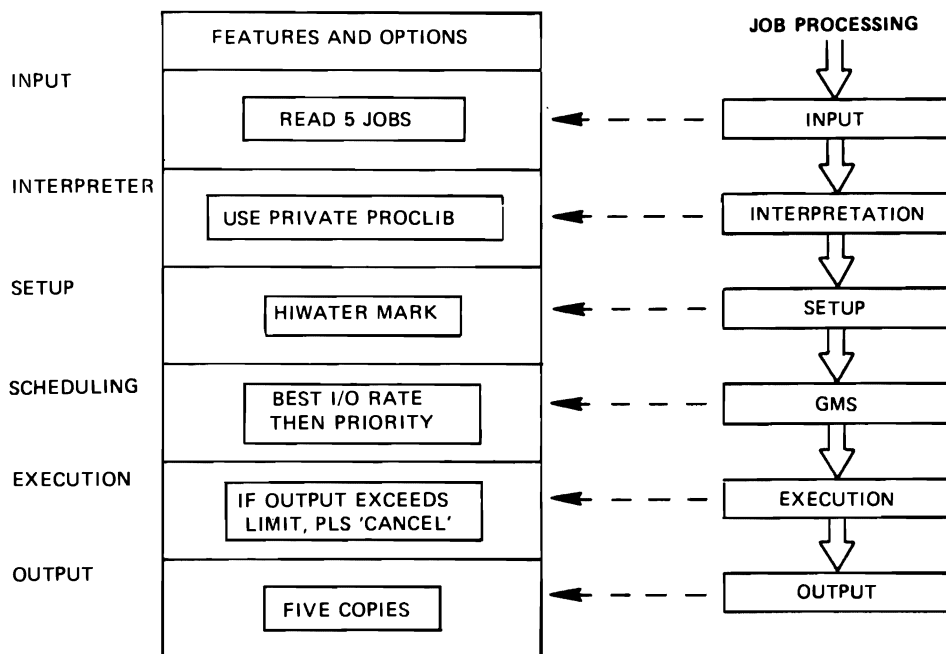 FEATURES AND OPTIONS
JOB PROCESSING
INPUT
READ 5 JOBS
INPUT
INTERPRETER
USE PRIVATE PROCLIB
INTERPRETATION
SETUP
HIWATER MARK
SETUP
SCHEDULING
BEST I/O RATE
THEN PRIORITY
GMS
EXECUTION
IF OUTPUT EXCEEDS
LIMIT, PLS 'CANCEL'
EXECUTION
OUTPUT
FIVE COPIES
OUTPUT